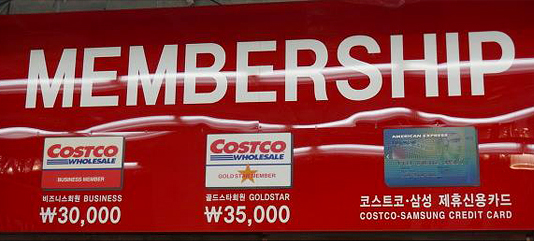 MEMBERSHIP
COSTCO
WHOLESALE
BUSINESS MEMBER
비즈니스회원 BUSINESS
₩30,000
COSTCO
WHOLESALE
GOLD STAR MEMBER
골드스타회원 GOLDSTAR
₩35,000
AMERICAN EXPRESS
코스트코·삼성 제휴신용카드
COSTCO-SAMSUNG CREDIT CARD